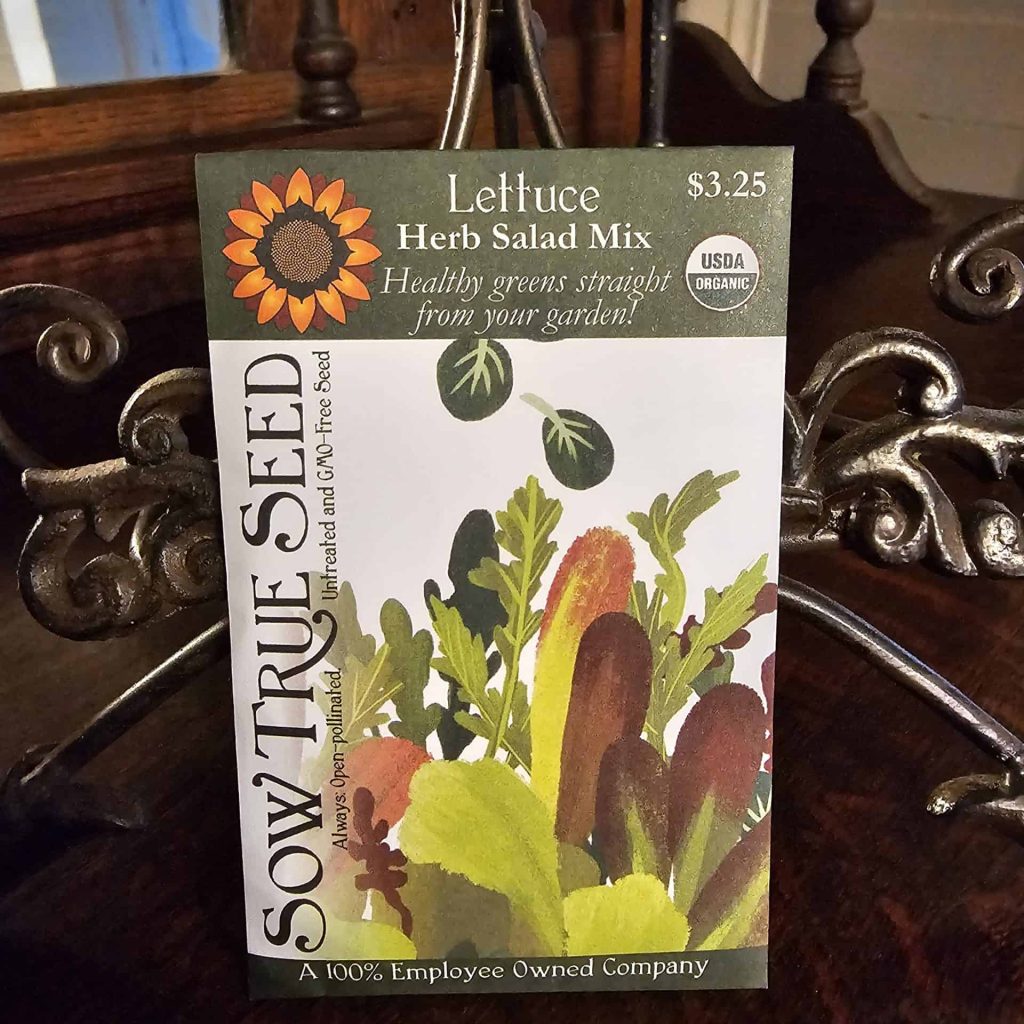 Lettuce
$3.25
Herb Salad Mix
Healthy greens straight
from your garden!
USDA
ORGANIC
SOW TRUE SEED
Always: Open-pollinated Untreated and GMO-Free Seed
A 100% Employee Owned Company